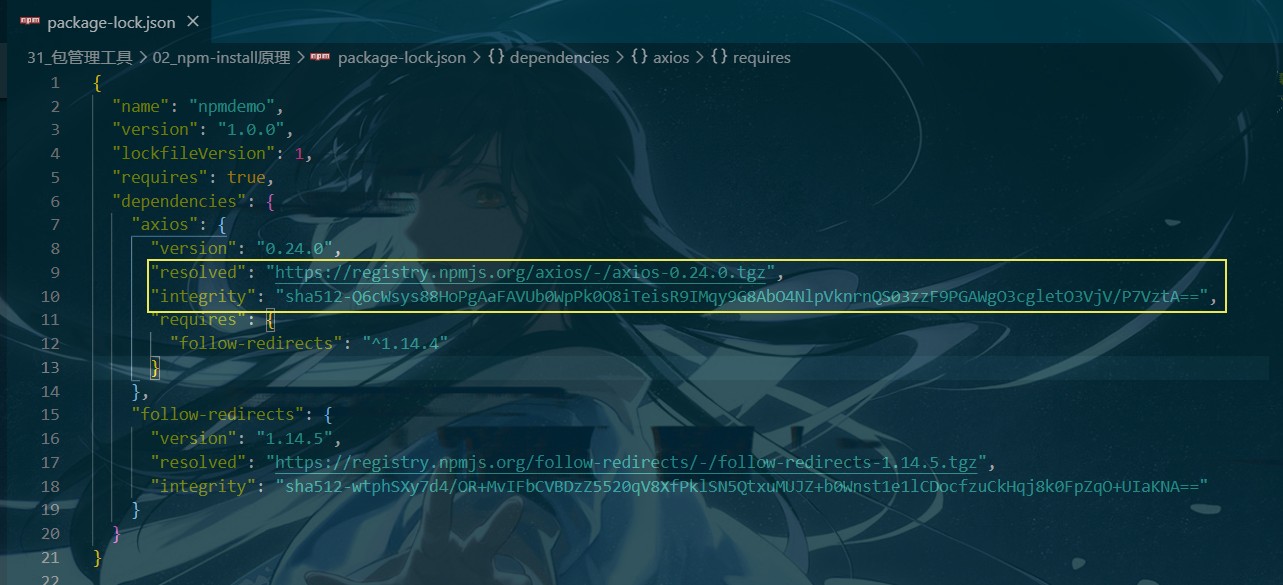 npm package-lock.json ×
31_包管理工具 > 02_npm-install原理 > npm package-lock.json > {} dependencies > {} axios > {} requires
1 {
2 "name": "npmdemo",
3 "version": "1.0.0",
4 "lockfileVersion": 1,
5 "requires": true,
6 "dependencies": {
7 "axios": {
8 "version": "0.24.0",
9 "resolved": "https://registry.npmjs.org/axios/-/axios-0.24.0.tgz",
10 "integrity": "sha512-Q6cWsys88HoPgAaFAVUb0WpPk0O8iTeisR9IMqy9G8AbO4NlpVknrnQS03zzF9PGAWgO3cgletO3VjV/P7VztA==",
11 "requires": {
12 "follow-redirects": "^1.14.4"
13 }
14 },
15 "follow-redirects": {
16 "version": "1.14.5",
17 "resolved": "https://registry.npmjs.org/follow-redirects/-/follow-redirects-1.14.5.tgz",
18 "integrity": "sha512-wtphSXy7d4/OR+MvIFbCVBDzZ5520qV8XfPklSN5QtxuMUJZ+b0Wnst1e1lCDocfzuCkHqj8k0FpZqO+UIaKNA=="
19 }
20 }
21 }
22